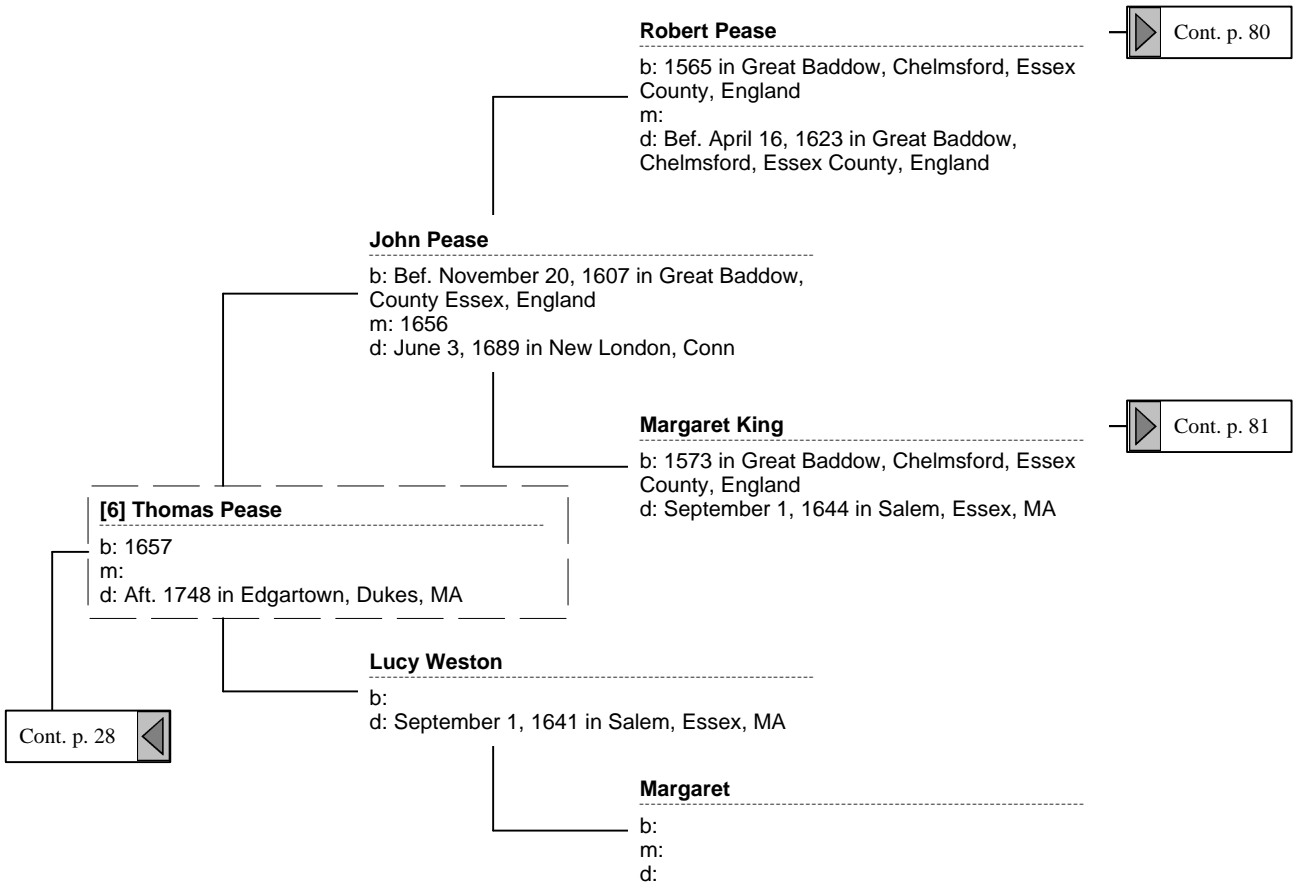 Robert Pease
b: 1565 in Great Baddow, Chelmsford, Essex
County, England
m:
d: Bef. April 16, 1623 in Great Baddow,
Chelmsford, Essex County, England
Cont. p. 80
John Pease
b: Bef. November 20, 1607 in Great Baddow,
County Essex, England
m: 1656
d: June 3, 1689 in New London, Conn
Margaret King
b: 1573 in Great Baddow, Chelmsford, Essex
County, England
d: September 1, 1644 in Salem, Essex, MA
Cont. p. 81
[6] Thomas Pease
b: 1657
m:
d: Aft. 1748 in Edgartown, Dukes, MA
Cont. p. 28
Lucy Weston
b:
d: September 1, 1641 in Salem, Essex, MA
Margaret
b:
m:
d: